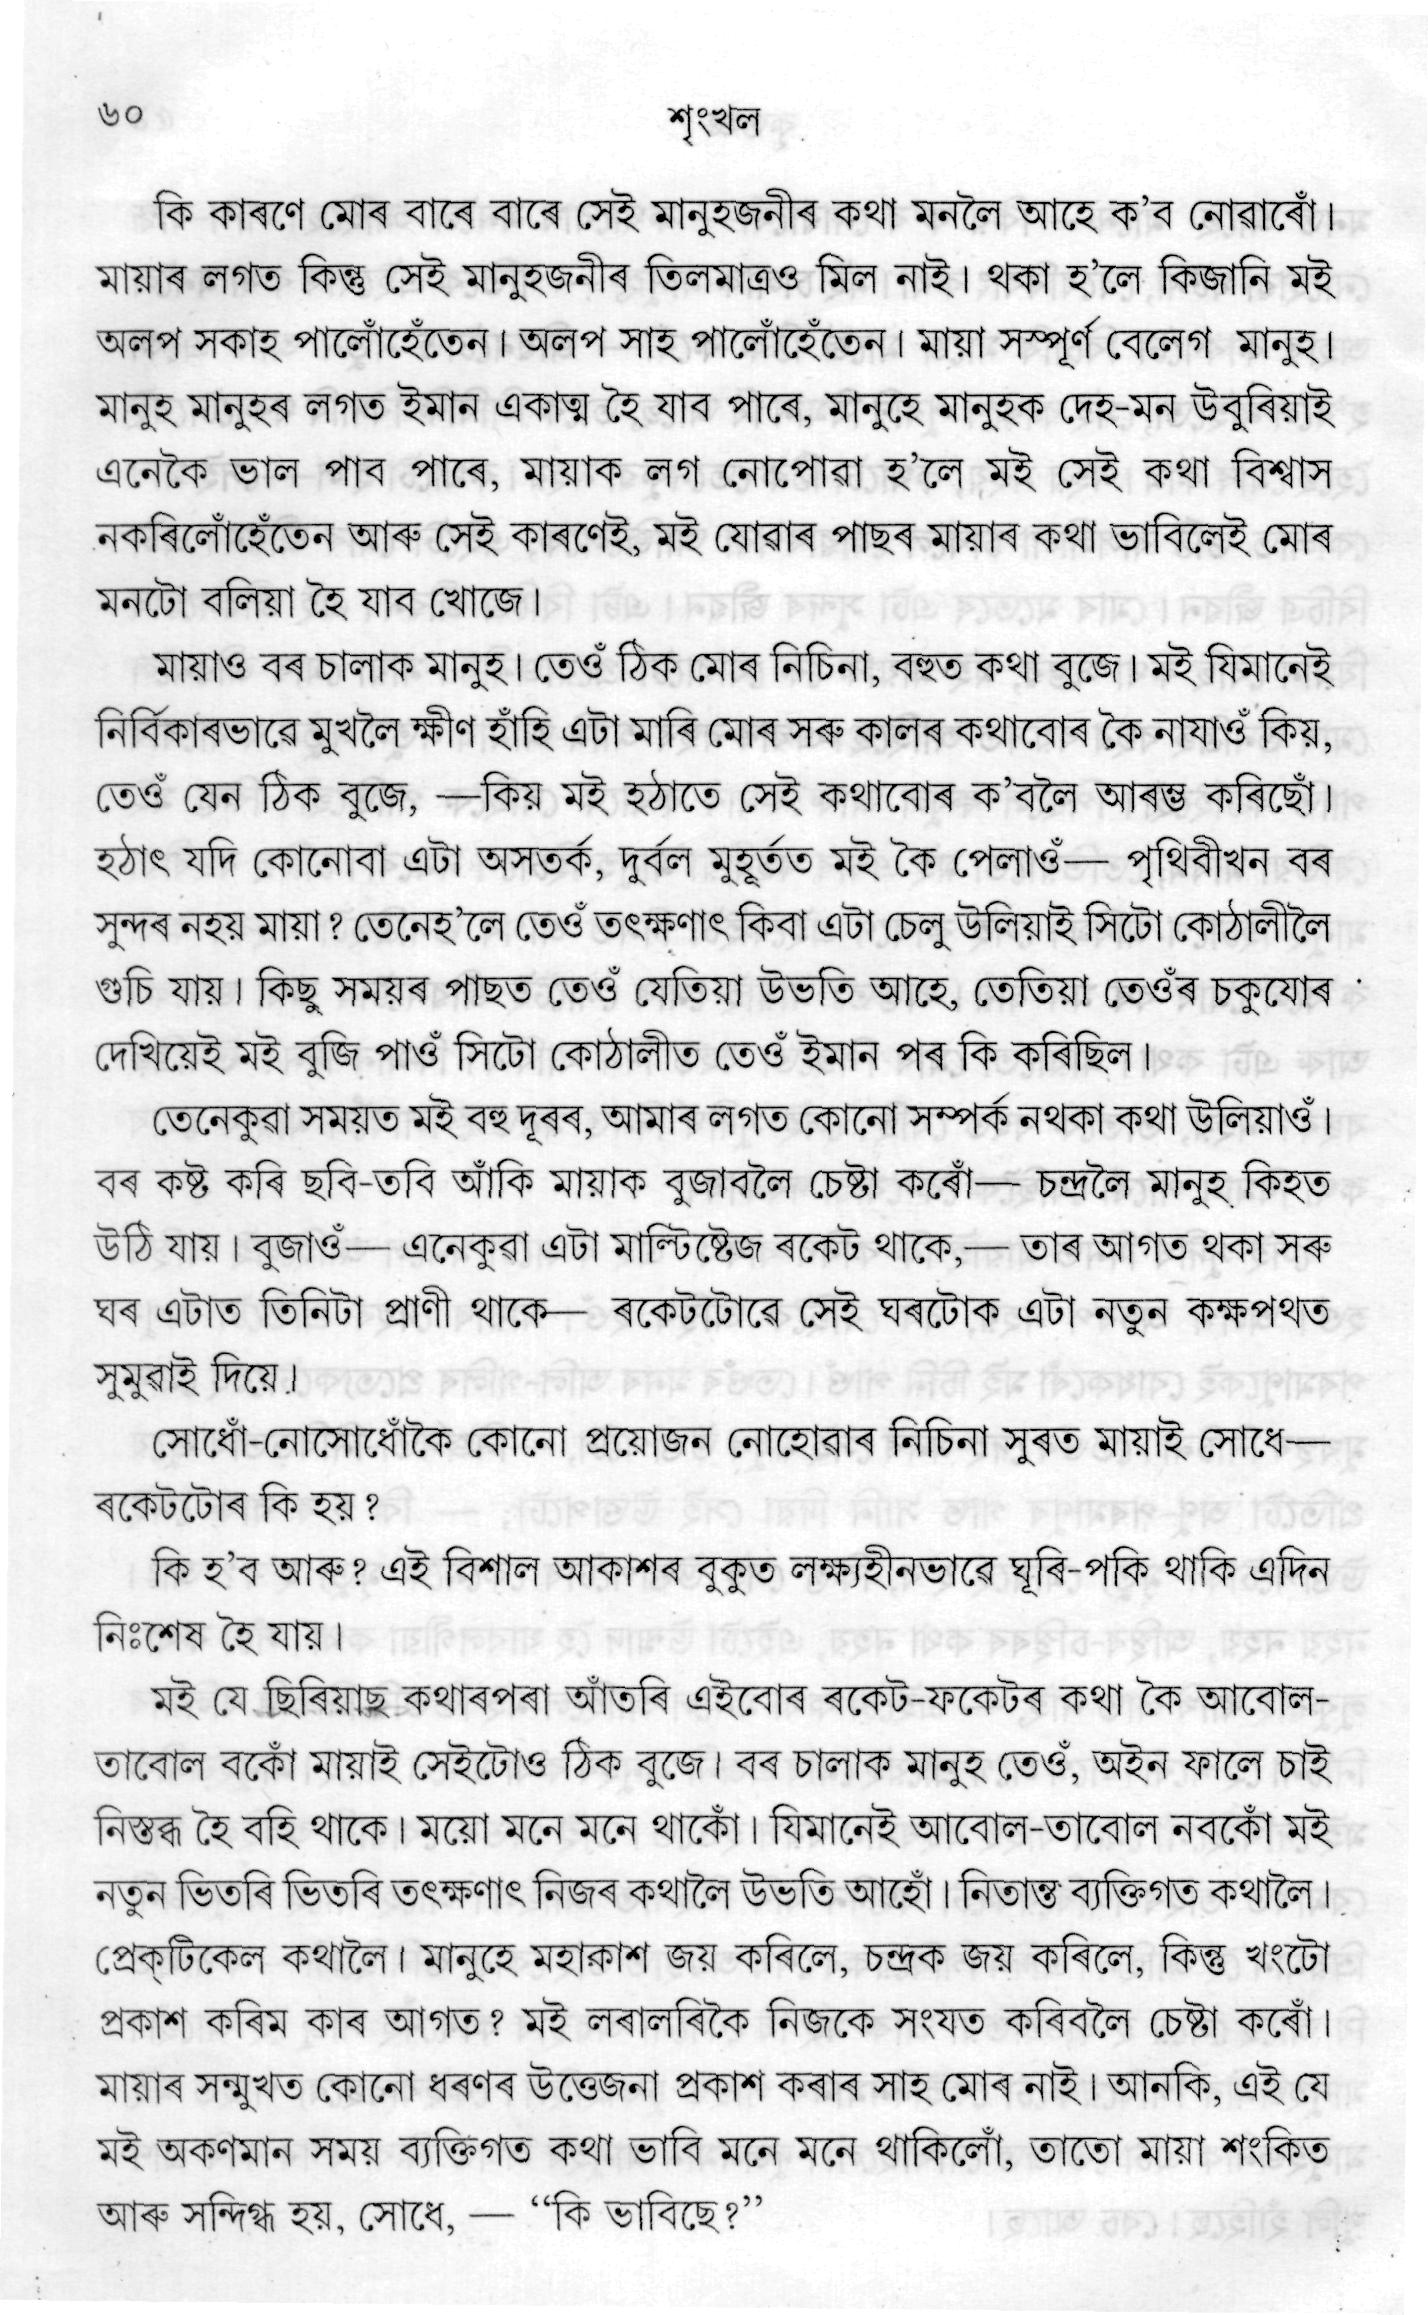 ৬০
শৃংখল
কি কাৰণে মোৰ বাৰে বাৰে সেই মানুহজনীৰ কথা মনলৈ আহে ক’ব নোৱাৰোঁ।
মায়াৰ লগত কিন্তু সেই মানুহজনীৰ তিলমাত্ৰও মিল নাই। থকা হ’লে কিজানি মই
অলপ সকাহ পালোঁহেঁতেন। অলপ সাহ পালোঁহেঁতেন। মায়া সম্পূৰ্ণ বেলেগ মানুহ।
মানুহ মানুহৰ লগত ইমান একাত্ম হৈ যাব পাৰে, মানুহে মানুহক দেহ-মন উবুৰিয়াই
এনেকৈ ভাল পাব পাৰে, মায়াক লগ নোপোৱা হ’লে মই সেই কথা বিশ্বাস
নকৰিলোঁহেঁতেন আৰু সেই কাৰণেই, মই যোৱাৰ পাছৰ মায়াৰ কথা ভাবিলেই মোৰ
মনটো বলিয়া হৈ যাব খোজে।
মায়াও বৰ চালাক মানুহ। তেওঁ ঠিক মোৰ নিচিনা, বহুত কথা বুজে। মই যিমানেই
নিৰ্বিকাৰভাৱে মুখলৈ ক্ষীণ হাঁহি এটা মাৰি মোৰ সৰু কালৰ কথাবোৰ কৈ নাযাওঁ কিয়,
তেওঁ যেন ঠিক বুজে, —কিয় মই হঠাতে সেই কথাবোৰ ক’বলৈ আৰম্ভ কৰিছোঁ।
হঠাৎ যদি কোনোবা এটা অসতৰ্ক, দুৰ্বল মুহূৰ্তত মই কৈ পেলাওঁ— পৃথিবীখন বৰ
সুন্দৰ নহয় মায়া? তেনেহ’লে তেওঁ তৎক্ষণাৎ কিবা এটা চেলু উলিয়াই সিটো কোঠালীলৈ
গুচি যায়। কিছু সময়ৰ পাছত তেওঁ যেতিয়া উভতি আহে, তেতিয়া তেওঁৰ চকুযোৰ
দেখিয়েই মই বুজি পাওঁ সিটো কোঠালীত তেওঁ ইমান পৰ কি কৰিছিল।
তেনেকুৱা সময়ত মই বহু দূৰৰ, আমাৰ লগত কোনো সম্পৰ্ক নথকা কথা উলিয়াওঁ।
বৰ কষ্ট কৰি ছবি-তবি আঁকি মায়াক বুজাবলৈ চেষ্টা কৰোঁ— চন্দ্ৰলৈ মানুহ কিহত
উঠি যায়। বুজাওঁ— এনেকুৱা এটা মাল্টিষ্টেজ ৰকেট থাকে,— তাৰ আগত থকা সৰু
ঘৰ এটাত তিনিটা প্ৰাণী থাকে— ৰকেটটোৱে সেই ঘৰটোক এটা নতুন কক্ষপথত
সুমুৱাই দিয়ে।
সোধোঁ-নোসোধোঁকৈ কোনো প্ৰয়োজন নোহোৱাৰ নিচিনা সুৰত মায়াই সোধে—
ৰকেটটোৰ কি হয়?
কি হ’ব আৰু? এই বিশাল আকাশৰ বুকুত লক্ষ্যহীনভাৱে ঘূৰি-পকি থাকি এদিন
নিঃশেষ হৈ যায়।
মই যে ছিৰিয়াছ কথাৰপৰা আঁতৰি এইবোৰ ৰকেট-ফকেটৰ কথা কৈ আবোল-
তাবোল বকোঁ মায়াই সেইটোও ঠিক বুজে। বৰ চালাক মানুহ তেওঁ, অইন ফালে চাই
নিস্তব্ধ হৈ বহি থাকে। ময়ো মনে মনে থাকোঁ। যিমানেই আবোল-তাবোল নবকোঁ মই
নতুন ভিতৰি ভিতৰি তৎক্ষণাৎ নিজৰ কথালৈ উভতি আহোঁ। নিতান্ত ব্যক্তিগত কথালৈ।
প্ৰেক্‌টিকেল কথালৈ। মানুহে মহাকাশ জয় কৰিলে, চন্দ্ৰক জয় কৰিলে, কিন্তু খংটো
প্ৰকাশ কৰিম কাৰ আগত? মই লৰালৰিকৈ নিজকে সংযত কৰিবলৈ চেষ্টা কৰোঁ।
মায়াৰ সন্মুখত কোনো ধৰণৰ উত্তেজনা প্ৰকাশ কৰাৰ সাহ মোৰ নাই। আনকি, এই যে
মই অকণমান সময় ব্যক্তিগত কথা ভাবি মনে মনে থাকিলোঁ, তাতো মায়া শংকিত
আৰু সন্দিগ্ধ হয়, সোধে, — “কি ভাবিছে?”